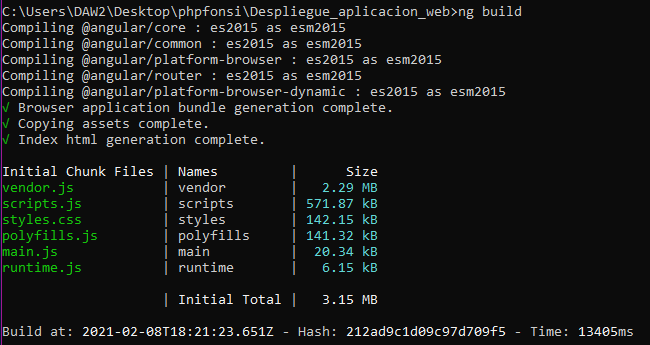 C:\Users\DAW2\Desktop\phpfonsi\Despliegue_aplicacion_web>ng build
Compiling @angular/core : es2015 as esm2015
Compiling @angular/common : es2015 as esm2015
Compiling @angular/platform-browser : es2015 as esm2015
Compiling @angular/router : es2015 as esm2015
Compiling @angular/platform-browser-dynamic : es2015 as esm2015
√ Browser application bundle generation complete.
√ Copying assets complete.
√ Index html generation complete.
Initial Chunk Files | Names | Size
vendor.js | vendor | 2.29 MB
scripts.js | scripts | 571.87 kB
styles.css | styles | 142.15 kB
polyfills.js | polyfills | 141.32 kB
main.js | main | 20.34 kB
runtime.js | runtime | 6.15 kB
| Initial Total | 3.15 MB
Build at: 2021-02-08T18:21:23.651Z - Hash: 212ad9c1d09c97d709f5 - Time: 13405ms